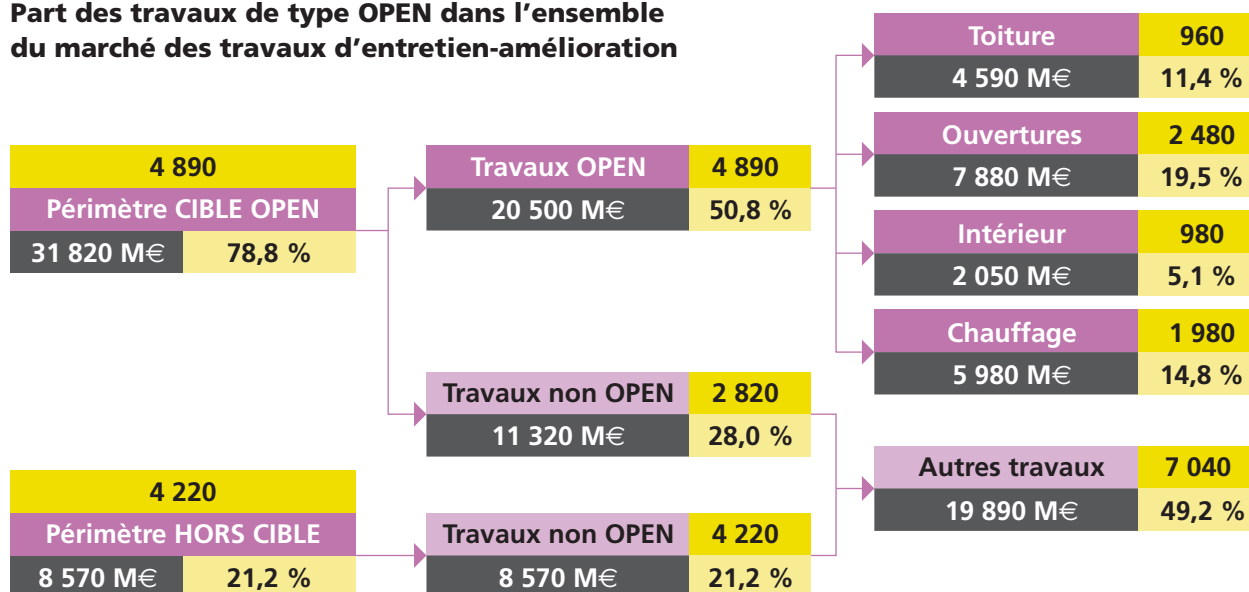 Part des travaux de type OPEN dans l’ensemble
du marché des travaux d’entretien-amélioration
4 890
Périmètre CIBLE OPEN
31 820 M€ 78,8 %
4 220
Périmètre HORS CIBLE
8 570 M€ 21,2 %
Travaux OPEN 4 890
20 500 M€ 50,8 %
Travaux non OPEN 2 820
11 320 M€ 28,0 %
Travaux non OPEN 4 220
8 570 M€ 21,2 %
Toiture 960
4 590 M€ 11,4 %
Ouvertures 2 480
7 880 M€ 19,5 %
Intérieur 980
2 050 M€ 5,1 %
Chauffage 1 980
5 980 M€ 14,8 %
Autres travaux 7 040
19 890 M€ 49,2 %